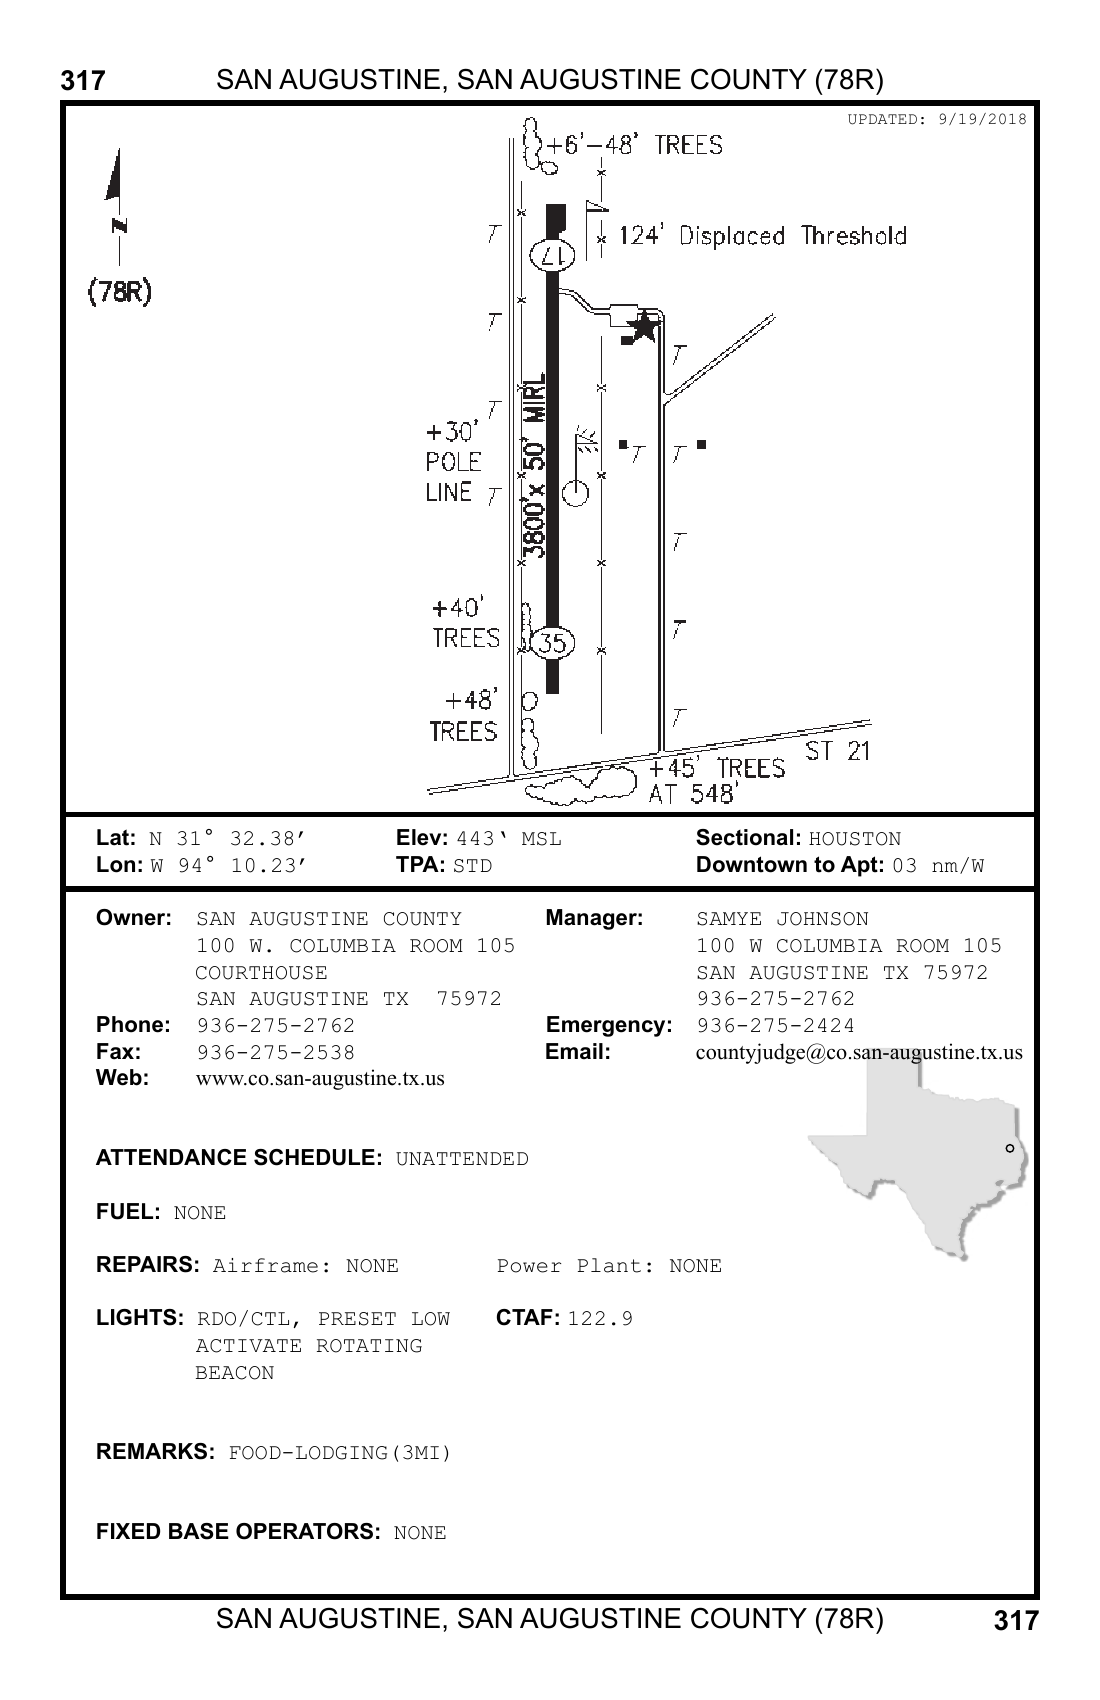 317 SAN AUGUSTINE, SAN AUGUSTINE COUNTY (78R)
UPDATED: 9/19/2018
+6'-48' TREES
N
124' Displaced Threshold
17
(78R)
T
T
T
3800' x 50' MIRL
T
+30'
POLE
LINE T
T T
T
+40'
TREES
T
35
+48'
TREES
T
ST 21
+45' TREES
AT 548'
Lat: N 31° 32.38′ Elev: 443‘ MSL Sectional: HOUSTON
Lon: W 94° 10.23′ TPA: STD Downtown to Apt: 03 nm/W
Owner: SAN AUGUSTINE COUNTY Manager: SAMYE JOHNSON
100 W. COLUMBIA ROOM 105 100 W COLUMBIA ROOM 105
COURTHOUSE SAN AUGUSTINE TX 75972
SAN AUGUSTINE TX 75972 936-275-2762
Phone: 936-275-2762 Emergency: 936-275-2424
Fax: 936-275-2538 Email: countyjudge@co.san-augustine.tx.us
Web: www.co.san-augustine.tx.us
ATTENDANCE SCHEDULE: UNATTENDED
FUEL: NONE
REPAIRS: Airframe: NONE Power Plant: NONE
LIGHTS: RDO/CTL, PRESET LOW CTAF: 122.9
ACTIVATE ROTATING
BEACON
REMARKS: FOOD-LODGING(3MI)
FIXED BASE OPERATORS: NONE
SAN AUGUSTINE, SAN AUGUSTINE COUNTY (78R) 317